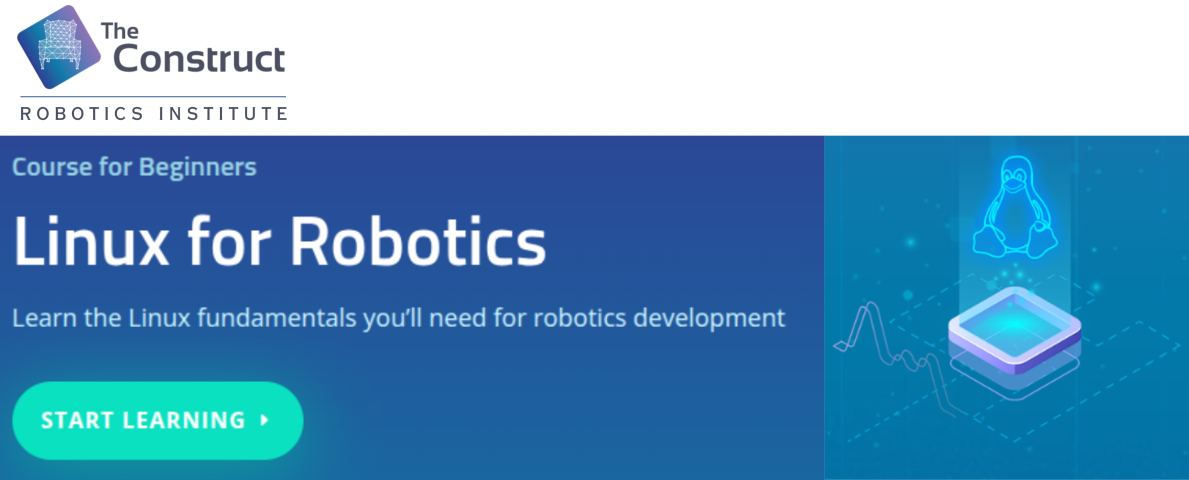 The
Construct
ROBOTICS INSTITUTE
Course for Beginners
Linux for Robotics
Learn the Linux fundamentals you’ll need for robotics development
START LEARNING